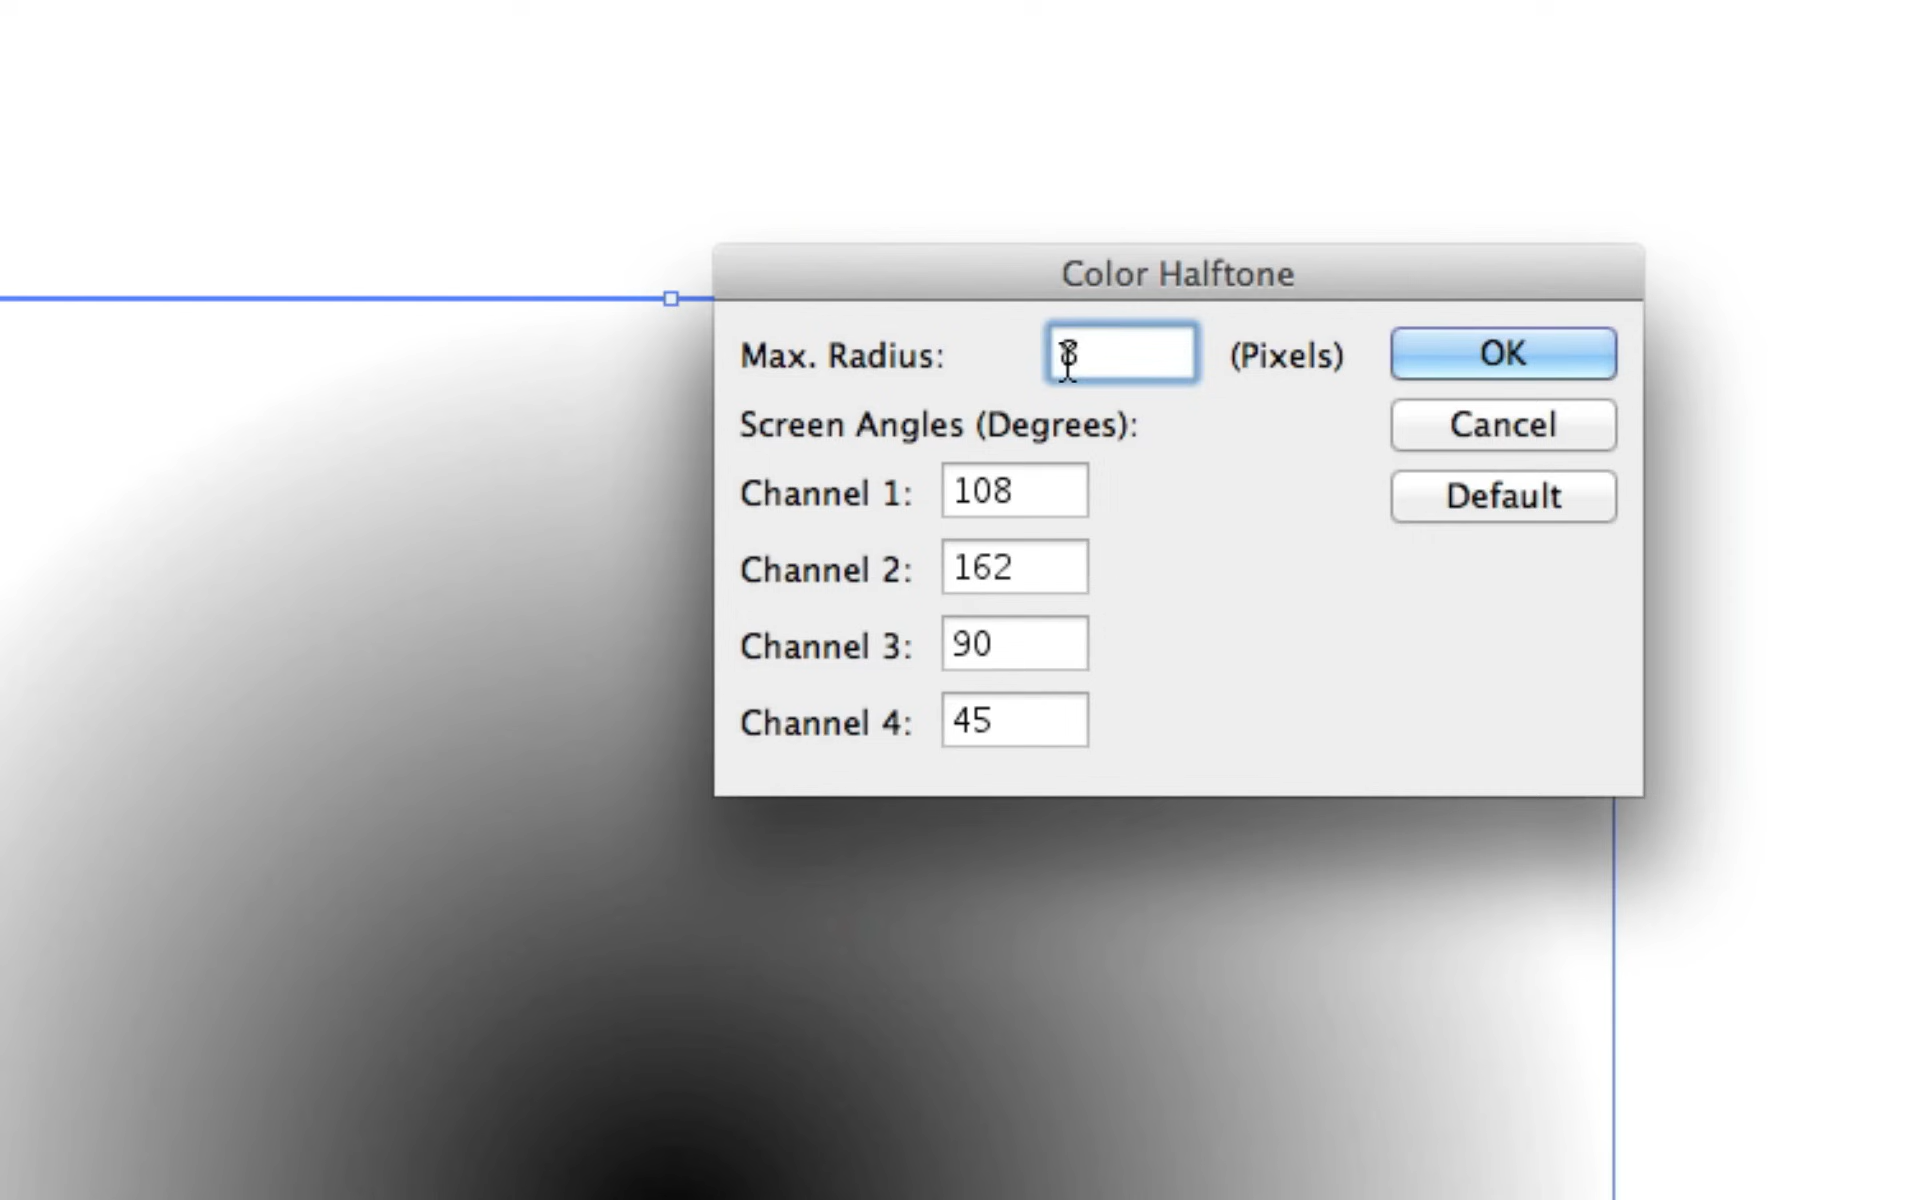 Color Halftone
Max. Radius: 8 (Pixels) OK
Screen Angles (Degrees): Cancel
Channel 1: 108 Default
Channel 2: 162
Channel 3: 90
Channel 4: 45